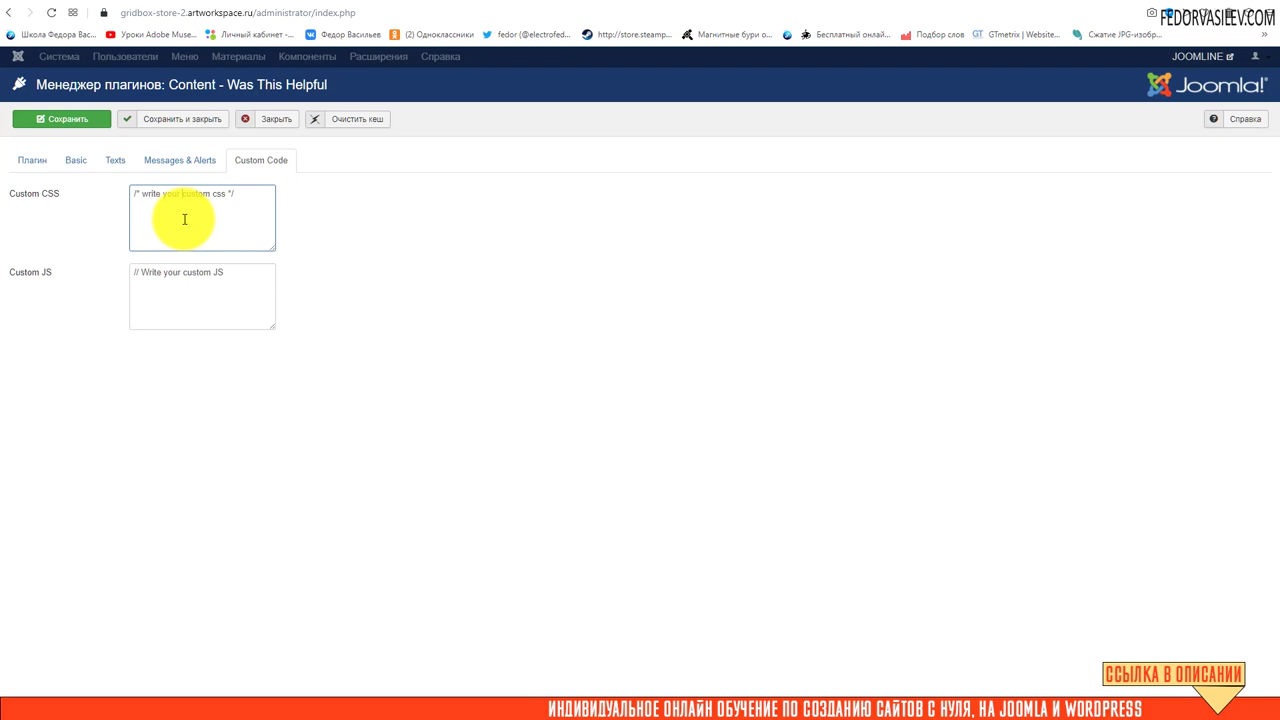 gridbox-store-2.artworkspace.ru/administrator/index.php
FEDORVASILEV.COM
Школа Федора Вас...
Уроки Adobe Muse...
Личный кабинет -...
Федор Васильев
(2) Одноклассники
fedor (@electrofed...
http://store.steamp...
Магнитные бури о...
Бесплатный онлай...
Подбор слов
GTmetrix | Website...
Сжатие JPG-изобр...
»
Система
Пользователи
Меню
Материалы
Компоненты
Расширения
Справка
JOOMLINE
Менеджер плагинов: Content - Was This Helpful
Joomla!®
Сохранить
Сохранить и закрыть
Закрыть
Очистить кеш
Справка
Плагин
Basic
Texts
Messages & Alerts
Custom Code
Custom CSS
/* write your custom css */
Custom JS
// Write your custom JS
ССЫЛКА В ОПИСАНИИ
ИНДИВИДУАЛЬНОЕ ОНЛАЙН ОБУЧЕНИЕ ПО СОЗДАНИЮ САЙТОВ С НУЛЯ, НА JOOMLA И WORDPRESS